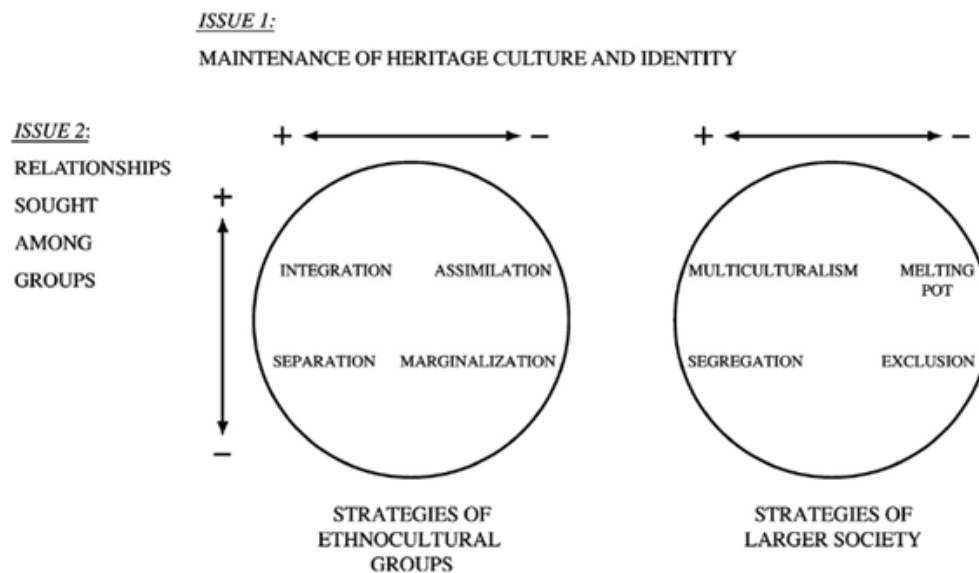 ISSUE 1:
MAINTENANCE OF HERITAGE CULTURE AND IDENTITY
ISSUE 2:
RELATIONSHIPS
SOUGHT
AMONG
GROUPS
+ −
+ −
+
−
INTEGRATION ASSIMILATION
SEPARATION MARGINALIZATION
STRATEGIES OF
ETHNOCULTURAL
GROUPS
MULTICULTURALISM MELTING
POT
SEGREGATION EXCLUSION
STRATEGIES OF
LARGER SOCIETY